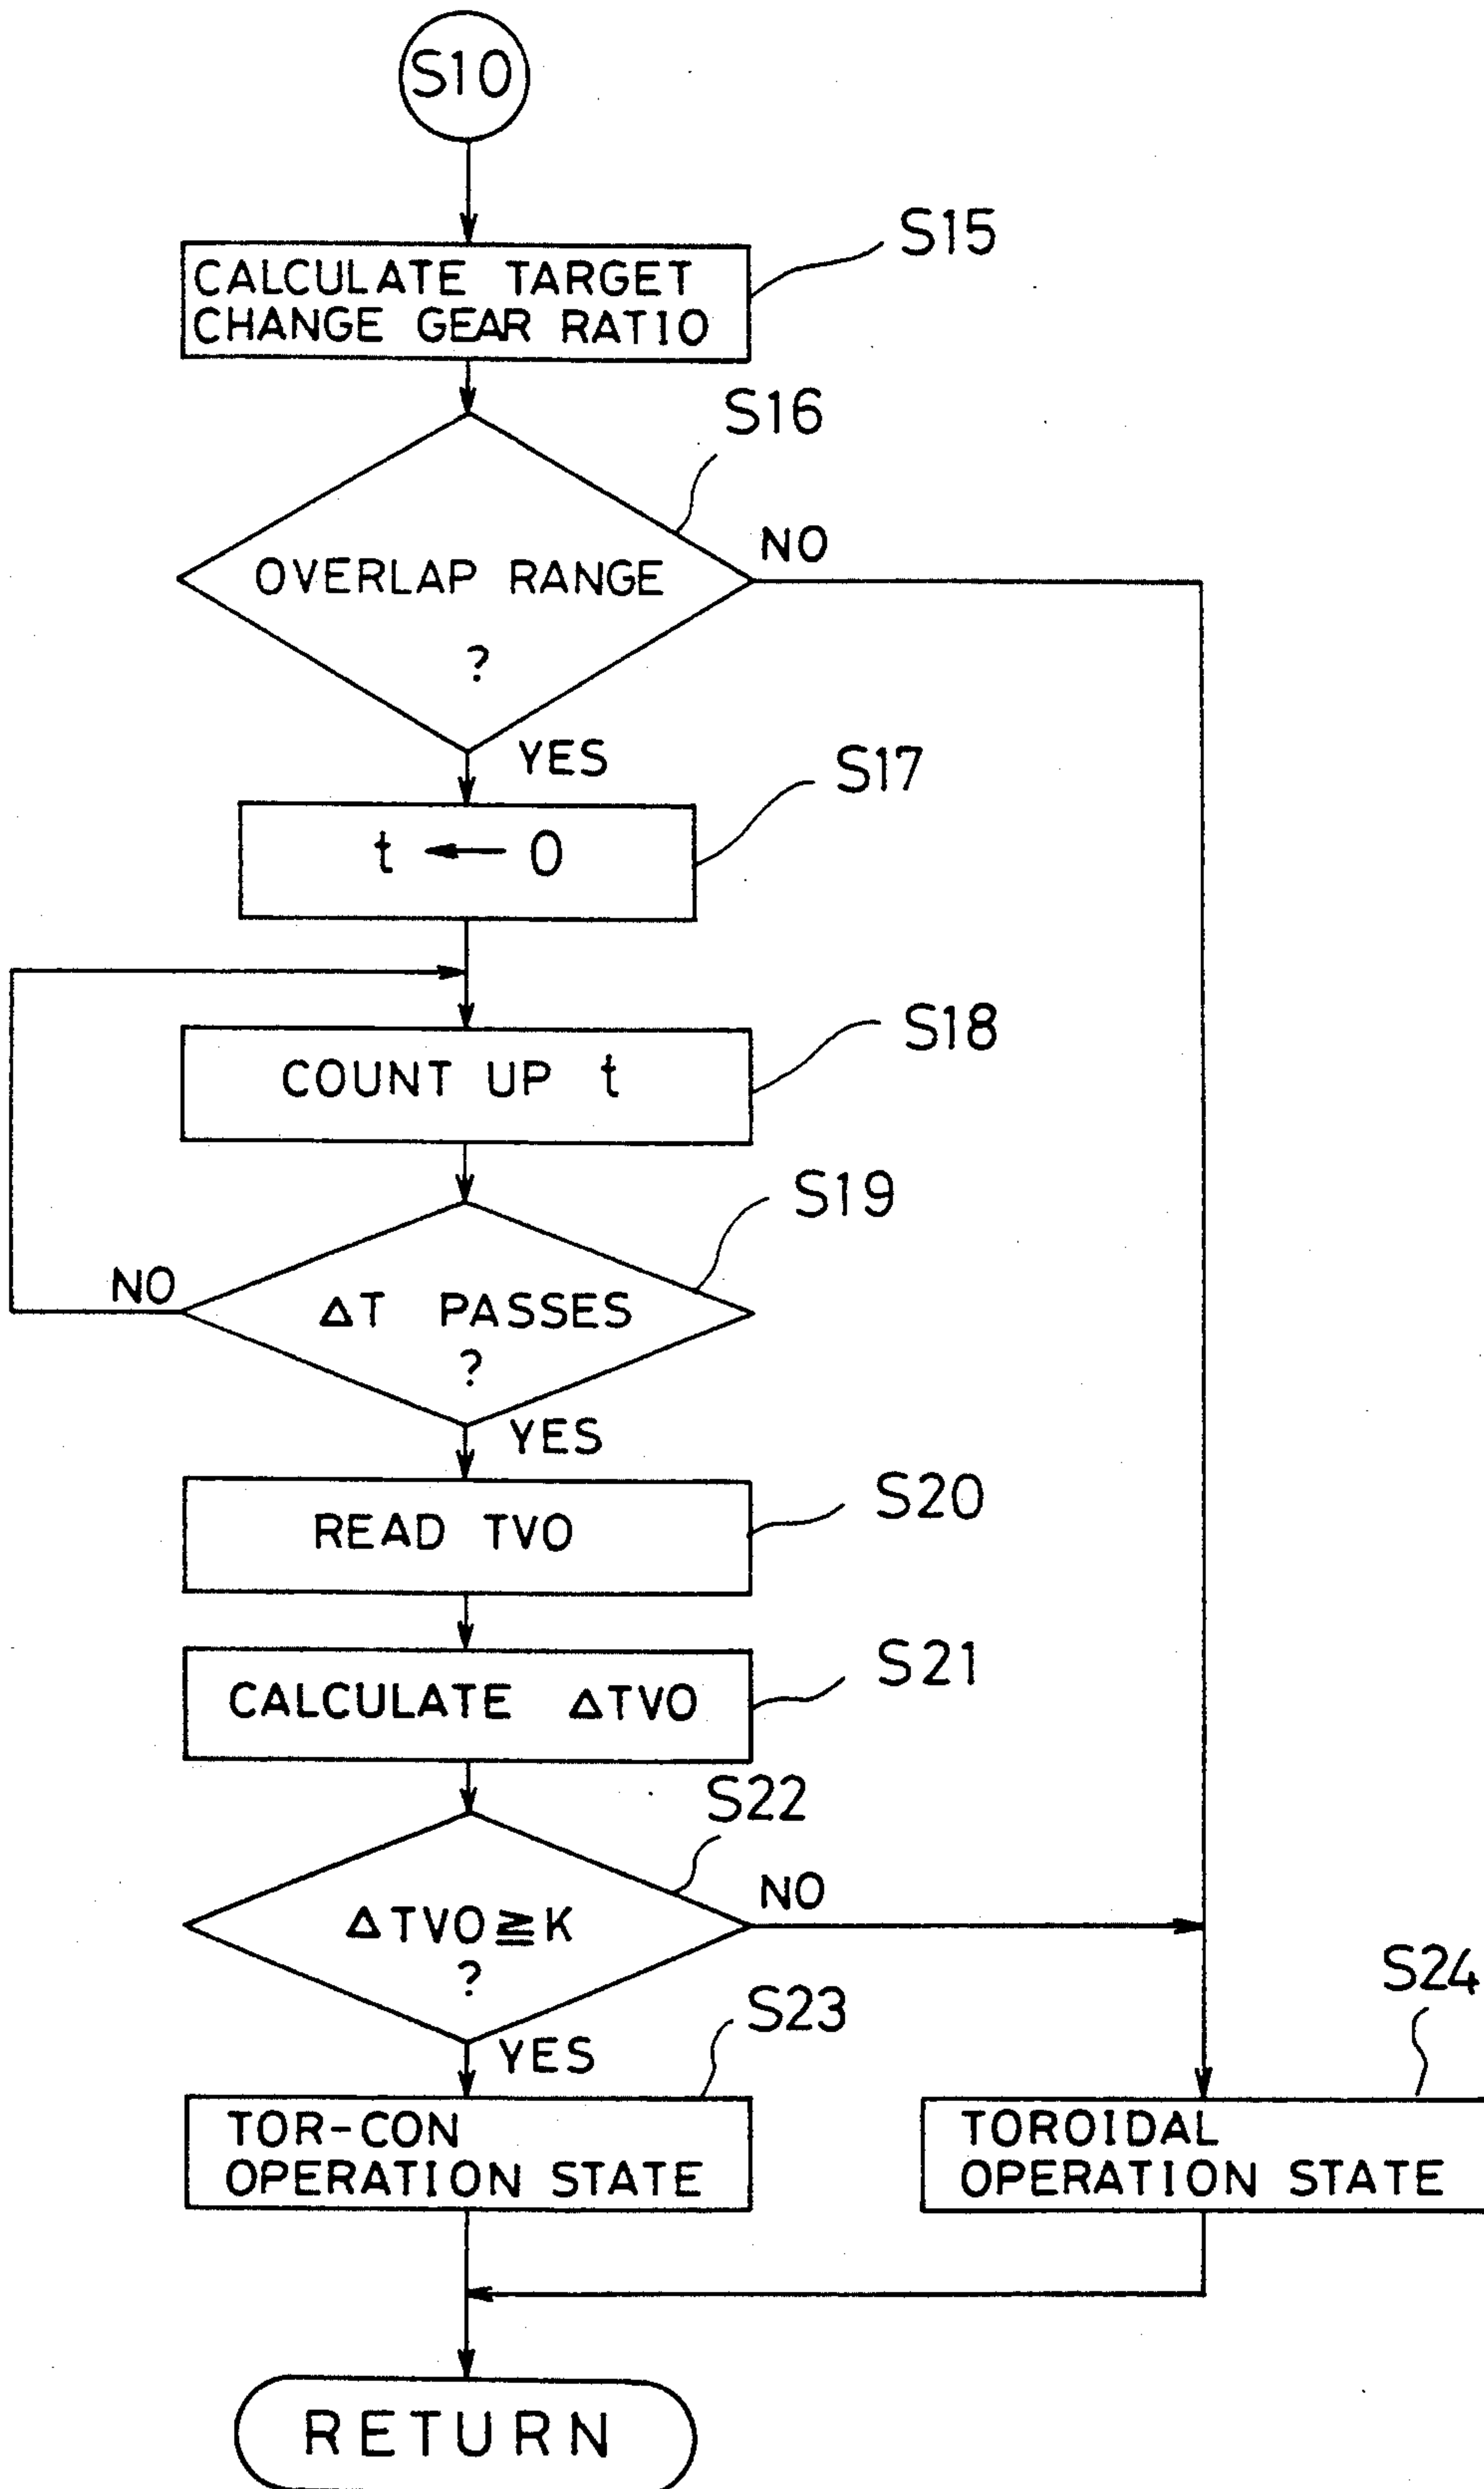 S10
S15
CALCULATE TARGET
CHANGE GEAR RATIO
S16
NO
OVERLAP RANGE
?
YES
S17
t ← 0
S18
COUNT UP t
S19
NO
ΔT PASSES
?
YES
S20
READ TVO
S21
CALCULATE ΔTVO
S22
NO
ΔTVO≧K
?
S24
S23
YES
TOR-CON
OPERATION STATE
TOROIDAL
OPERATION STATE
RETURN